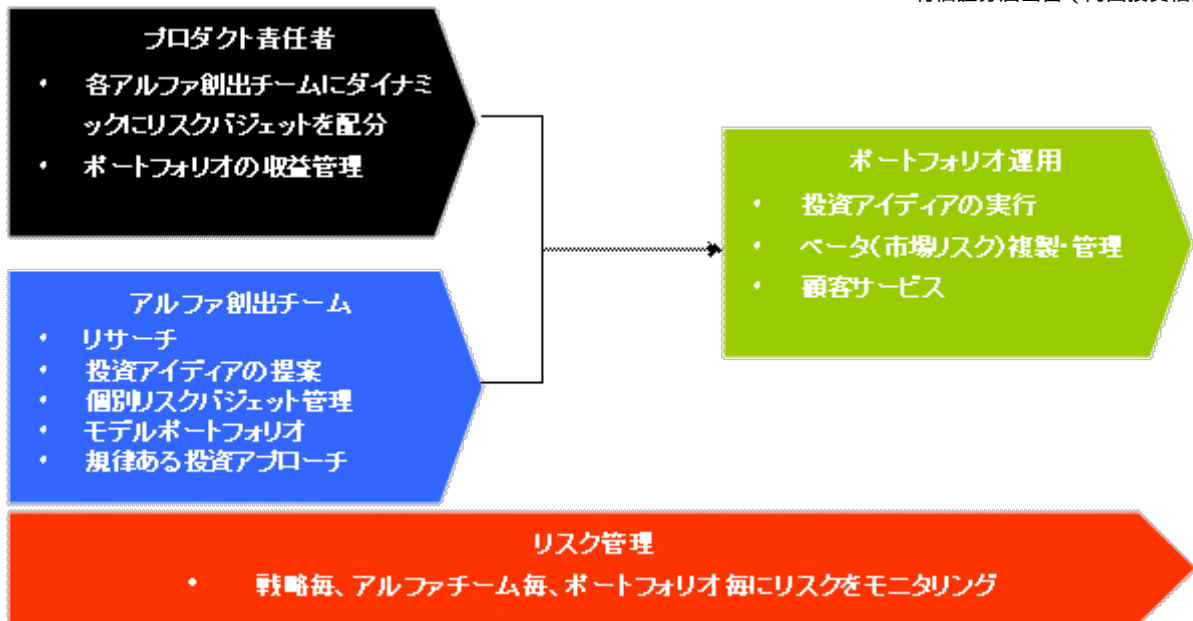 プロダクト責任者
・ 各アルファ創出チームにダイナミ
ックにリスクバジェットを配分
・ ポートフォリオの収益管理
アルファ創出チーム
・ リサーチ
・ 投資アイディアの提案
・ 個別リスクバジェット管理
・ モデルポートフォリオ
・ 規律ある投資アプローチ
ポートフォリオ運用
・ 投資アイディアの実行
・ ベータ(市場リスク)複製・管理
・ 顧客サービス
リスク管理
・ 戦略毎、アルファチーム毎、ポートフォリオ毎にリスクをモニタリング